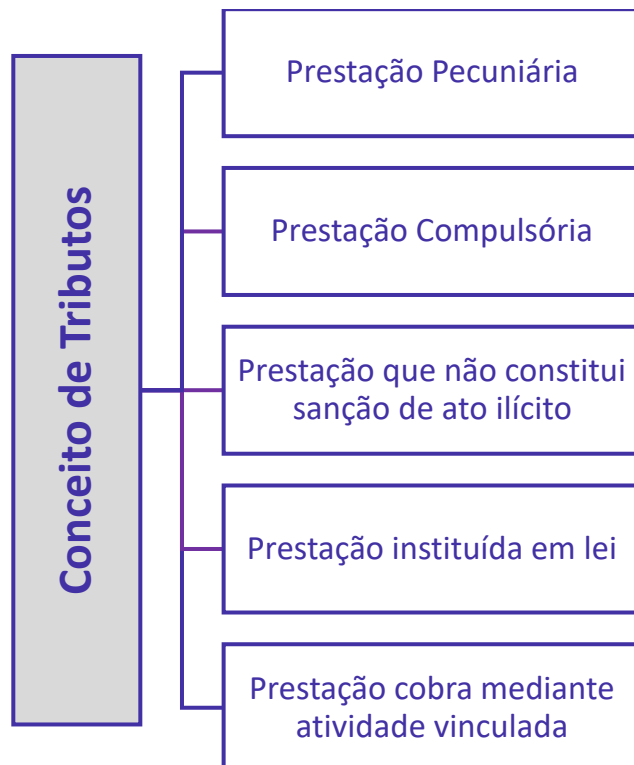 Conceito de Tributos
Prestação Pecuniária
Prestação Compulsória
Prestação que não constitui
sanção de ato ilícito
Prestação instituída em lei
Prestação cobra mediante
atividade vinculada